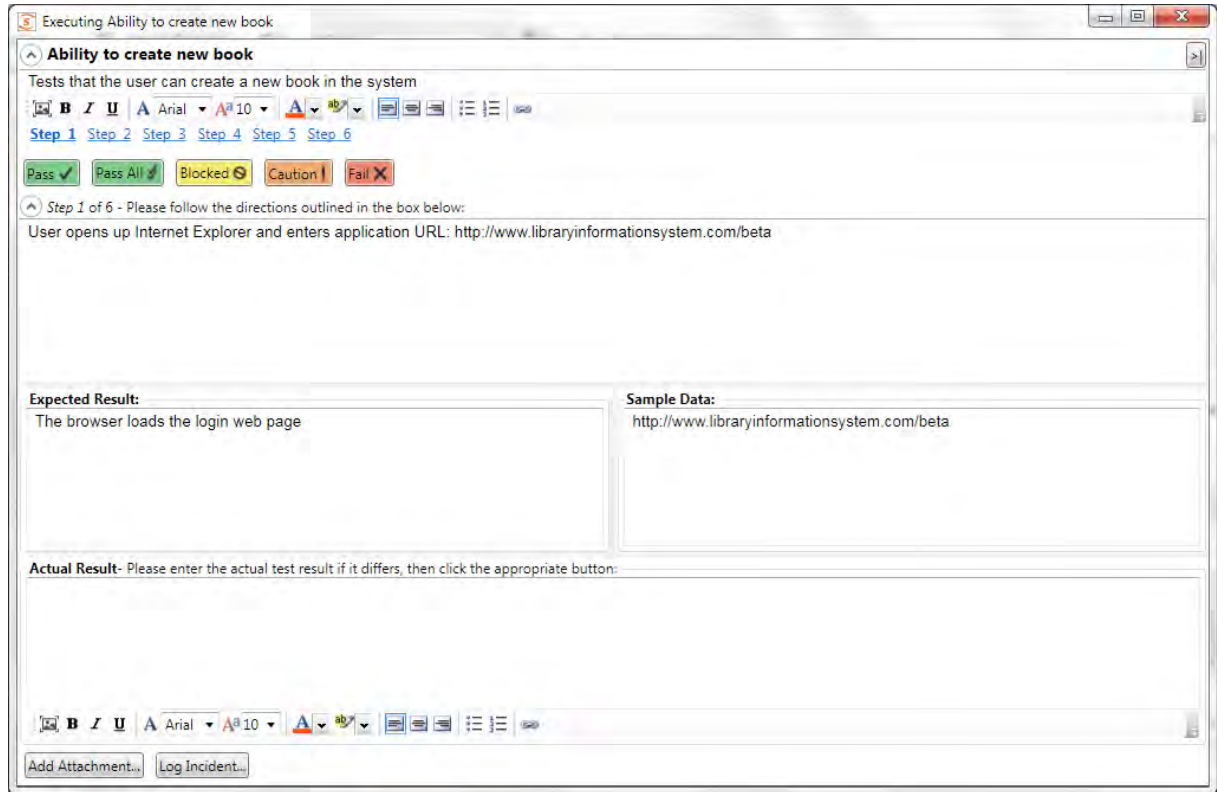 Executing Ability to create new book
Ability to create new book
Tests that the user can create a new book in the system
B I U A Arial Aa 10 A ab
Step 1 Step 2 Step 3 Step 4 Step 5 Step 6
Pass Pass All Blocked Caution Fail
Step 1 of 6 - Please follow the directions outlined in the box below:
User opens up Internet Explorer and enters application URL: http://www.libraryinformationsystem.com/beta
Expected Result:
The browser loads the login web page
Sample Data:
http://www.libraryinformationsystem.com/beta
Actual Result- Please enter the actual test result if it differs, then click the appropriate button:
B I U A Arial Aa 10 A ab
Add Attachment... Log Incident...